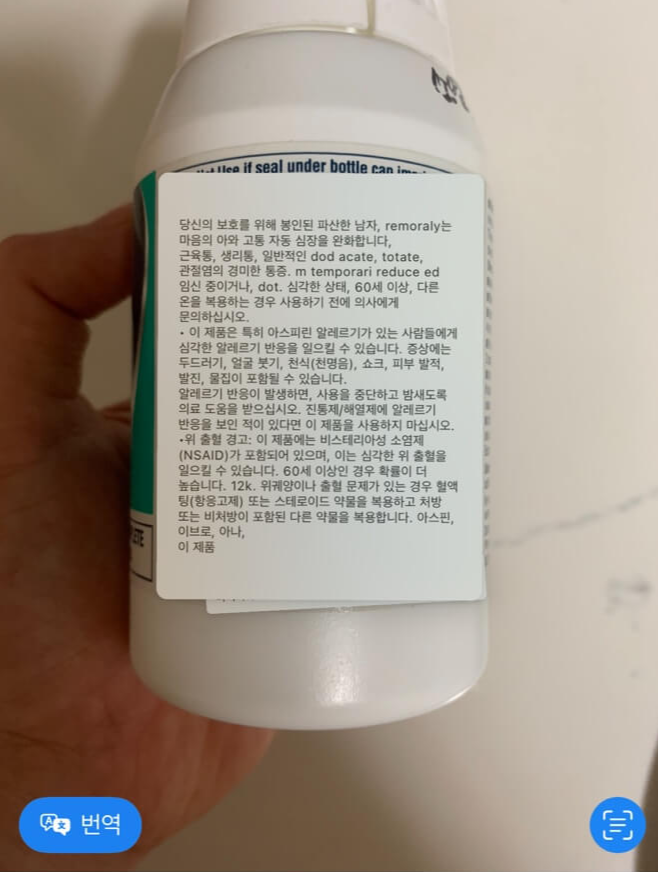 Use if seal under bottle cap
당신의 보호를 위해 봉인된 파산한 남자, remoraly는
마음의 아와 고통 자동 심장을 완화합니다,
근육통, 생리통, 일반적인 dod acate, totate,
관절염의 경미한 통증. m temporari reduce ed
임신 중이거나, dot. 심각한 상태, 60세 이상, 다른
온을 복용하는 경우 사용하기 전에 의사에게
문의하십시오.
• 이 제품은 특히 아스피린 알레르기가 있는 사람들에게
심각한 알레르기 반응을 일으킬 수 있습니다. 증상에는
두드러기, 얼굴 붓기, 천식(천명음), 쇼크, 피부 발적,
발진, 물집이 포함될 수 있습니다.
알레르기 반응이 발생하면, 사용을 중단하고 밤새도록
의료 도움을 받으십시오. 진통제/해열제에 알레르기
반응을 보인 적이 있다면 이 제품을 사용하지 마십시오.
•위 출혈 경고: 이 제품에는 비스테리아성 소염제
(NSAID)가 포함되어 있으며, 이는 심각한 위 출혈을
일으킬 수 있습니다. 60세 이상인 경우 확률이 더
높습니다. 12k. 위궤양이나 출혈 문제가 있는 경우 혈액
팅(항응고제) 또는 스테로이드 약물을 복용하고 처방
또는 비처방이 포함된 다른 약물을 복용합니다. 아스핀,
이브로, 아나,
이 제품
번역